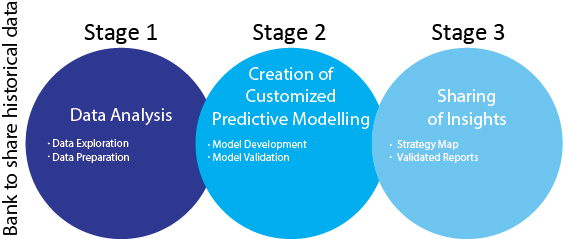 Bank to share historical data
Stage 1
Data Analysis
· Data Exploration
· Data Preparation
Stage 2
Creation of
Customized
Predictive Modelling
· Model Development
· Model Validation
Stage 3
Sharing
of Insights
· Strategy Map
· Validated Reports